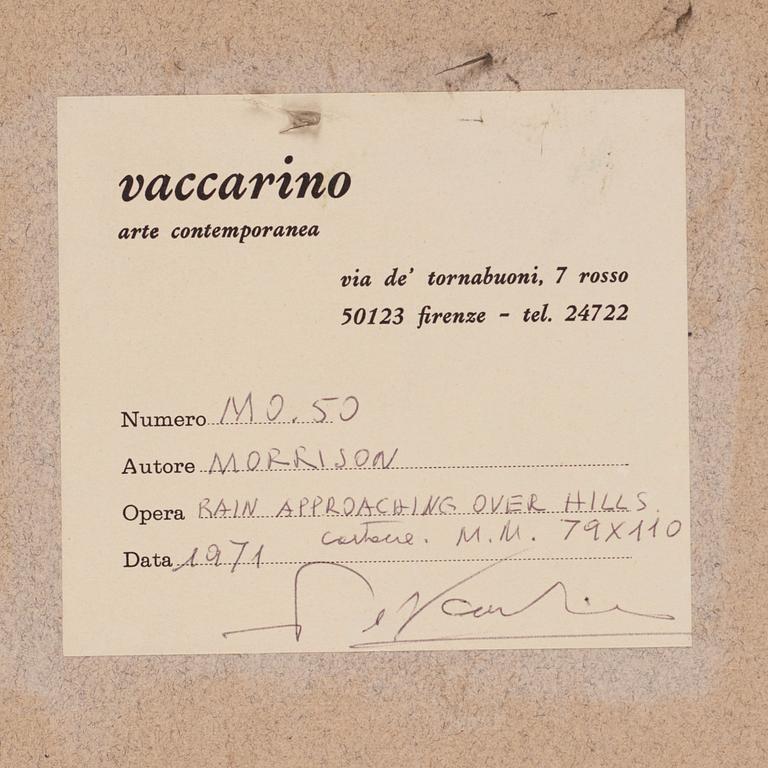 vaccarino
arte contemporanea
via de' tornabuoni, 7 rosso
50123 firenze - tel. 24722
Numero MO. 50
Autore MORRISON
Opera RAIN APPROACHING OVER HILLS.
cartone. M.M. 79X110
Data 1971